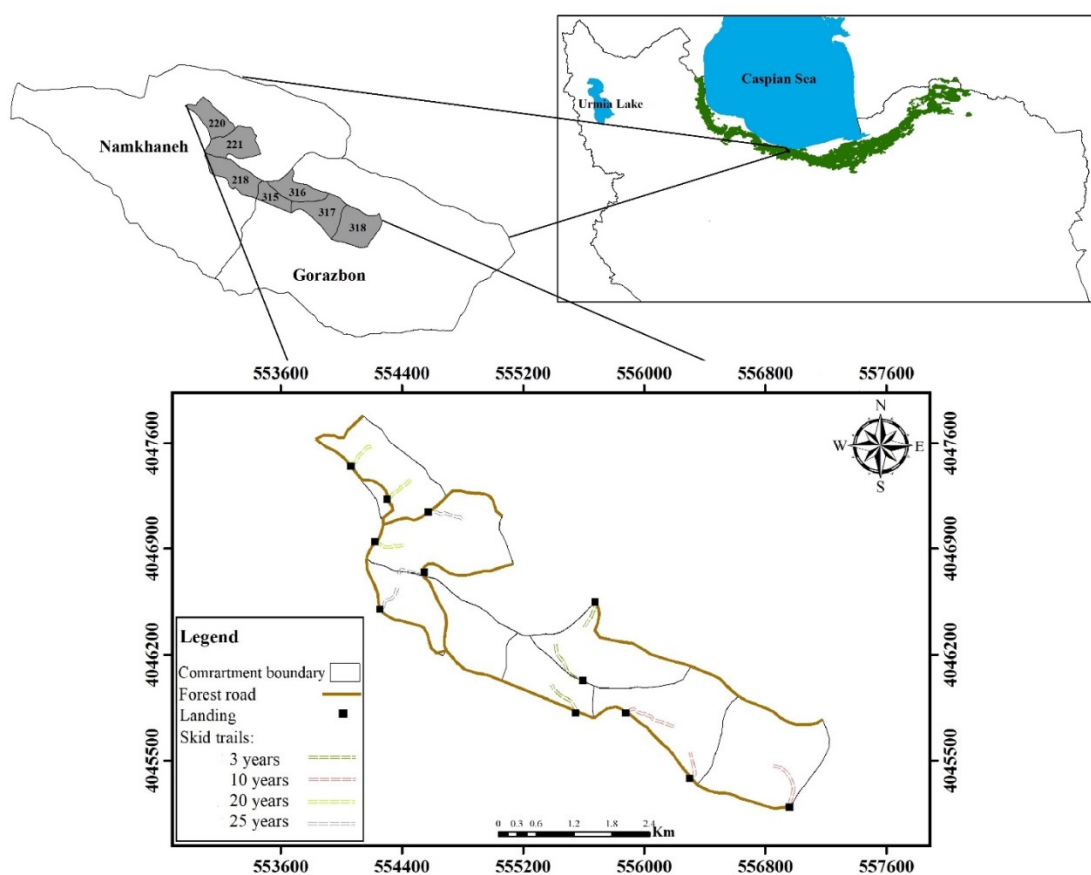 Caspian Sea
Urmia Lake
220
Namkhaneh
221
218
316
315
317
318
Gorazbon
553600 554400 555200 556000 556800 557600
4047600
4046900
4046200
4045500
4047600
4046900
4046200
4045500
N
W E
S
Legend
Comrartment boundary
Forest road
Landing
Skid trails:
3 years
10 years
20 years
25 years
0 0.3 0.6 1.2 1.8 2.4
Km
553600 554400 555200 556000 556800 557600